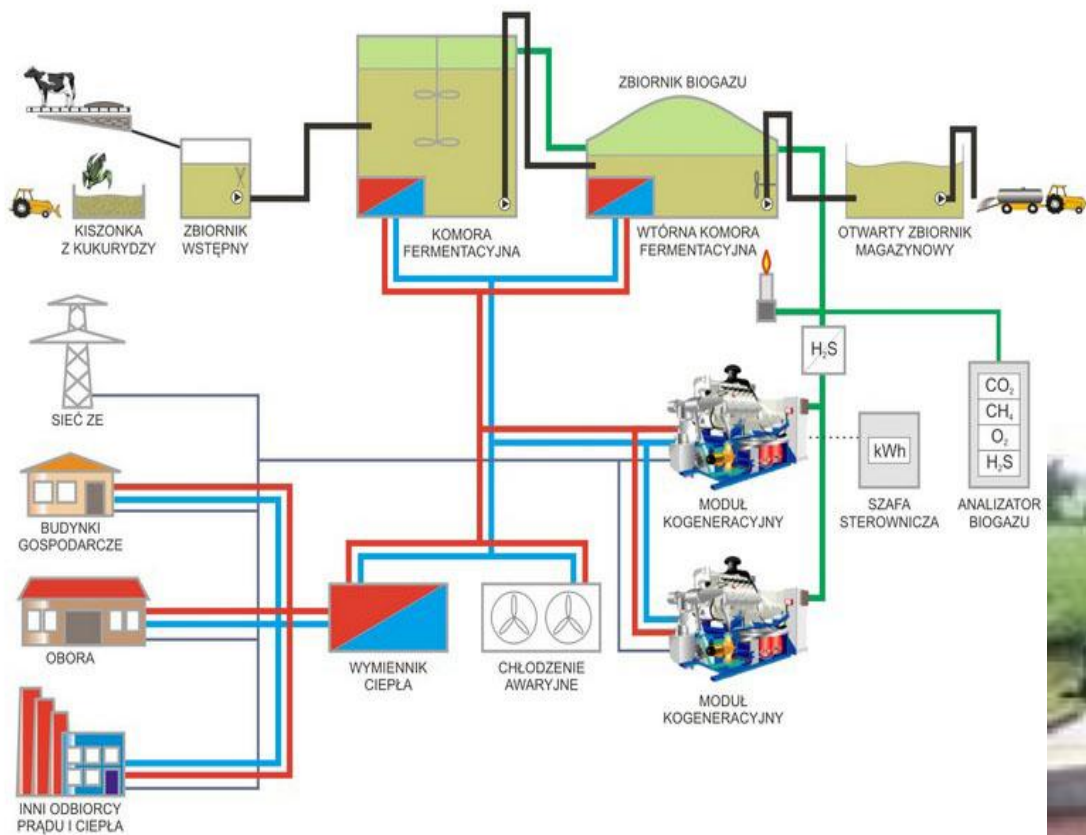 ZBIORNIK BIOGAZU
KISZONKA
Z KUKURYDZY
ZBIORNIK
WSTĘPNY
KOMORA
FERMENTACYJNA
WTÓRNA KOMORA
FERMENTACYJNA
OTWARTY ZBIORNIK
MAGAZYNOWY
SIEĆ ZE
H₂S
CO₂
CH₄
O₂
H₂S
kWh
MODUŁ
KOGENERACYJNY
SZAFA
STEROWNICZA
ANALIZATOR
BIOGAZU
BUDYNKI
GOSPODARCZE
OBORA
WYMIENNIK
CIEPŁA
CHŁODZENIE
AWARYJNE
MODUŁ
KOGENERACYJNY
INNI ODBIORCY
PRĄDU I CIEPŁA